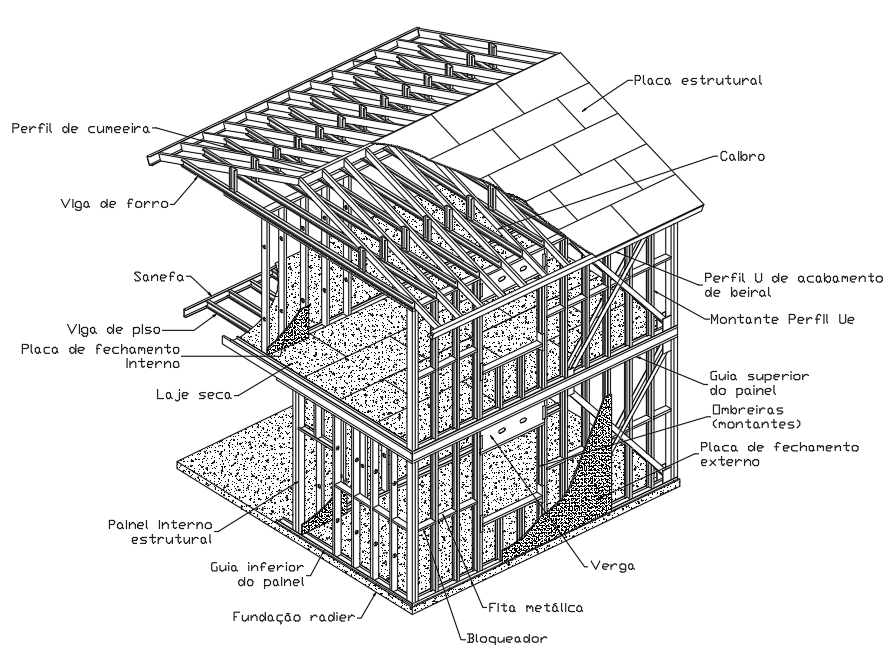 Placa estrutural
Perfil de cumeeira
Caibro
Viga de forro
Sanefa
Perfil U de acabamento
de beiral
Viga de piso
Montante Perfil Ue
Placa de fechamento
Interno
Guia superior
do painel
Laje seca
Ombreiras
(montantes)
Placa de fechamento
externo
Painel Interno
estrutural
Guia inferior
do painel
Verga
Fundação radier
Fita metálica
Bloqueador